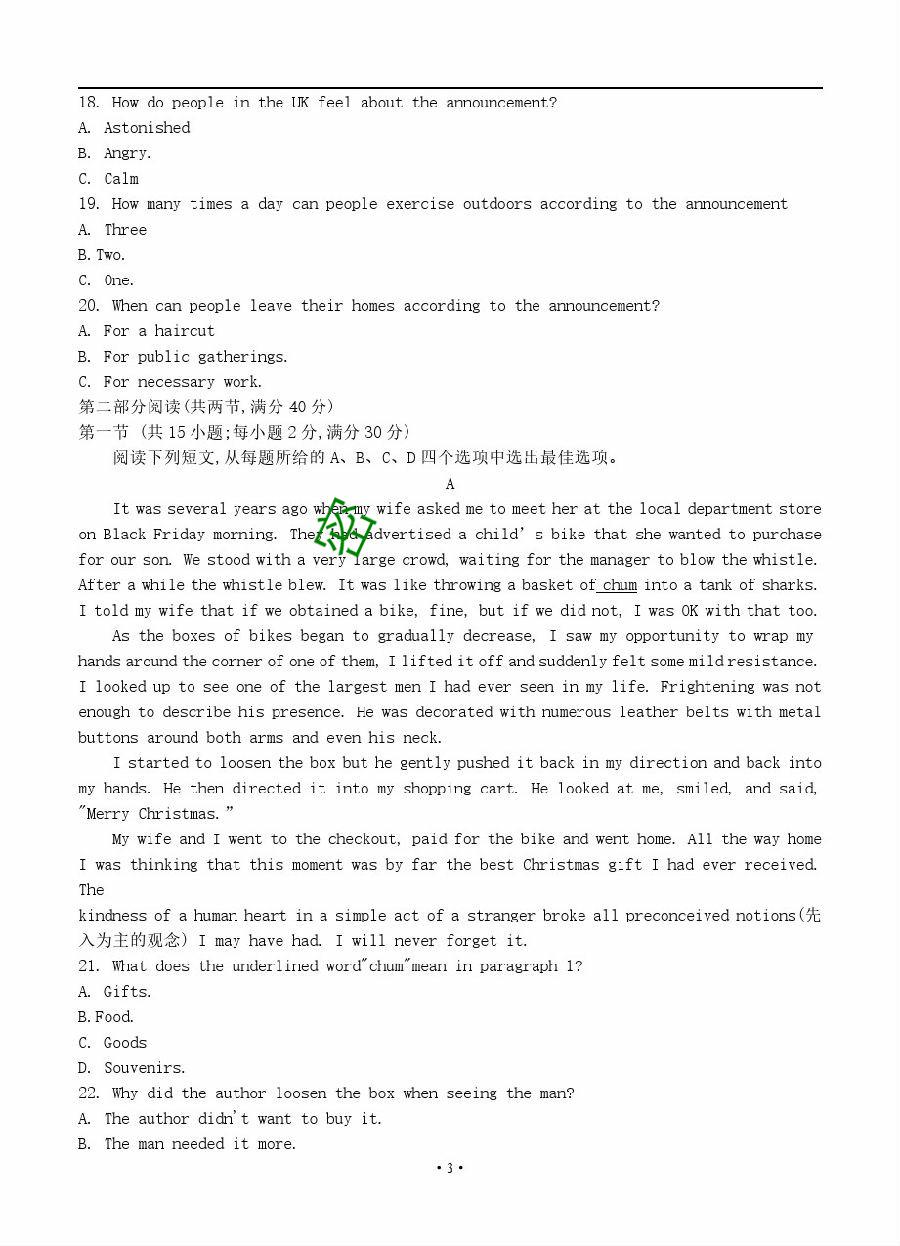 18. How do people in the UK feel about the announcement?
A. Astonished
B. Angry.
C. Calm
19. How many times a day can people exercise outdoors according to the announcement
A. Three
B. Two.
C. One.
20. When can people leave their homes according to the announcement?
A. For a haircut
B. For public gatherings.
C. For necessary work.
第二部分阅读(共两节,满分 40 分)
第一节 (共 15 小题;每小题 2 分,满分 30 分)
阅读下列短文,从每题所给的 A、B、C、D 四个选项中选出最佳选项。
A
It was several years ago when my wife asked me to meet her at the local department store
on Black Friday morning. They had advertised a child's bike that she wanted to purchase
for our son. We stood with a very large crowd, waiting for the manager to blow the whistle.
After a while the whistle blew. It was like throwing a basket of chum into a tank of sharks.
I told my wife that if we obtained a bike, fine, but if we did not, I was OK with that too.
As the boxes of bikes began to gradually decrease, I saw my opportunity to wrap my
hands around the corner of one of them, I lifted it off and suddenly felt some mild resistance.
I looked up to see one of the largest men I had ever seen in my life. Frightening was not
enough to describe his presence. He was decorated with numerous leather belts with metal
buttons around both arms and even his neck.
I started to loosen the box but he gently pushed it back in my direction and back into
my hands. He then directed it into my shopping cart. He looked at me, smiled, and said,
"Merry Christmas.”
My wife and I went to the checkout, paid for the bike and went home. All the way home
I was thinking that this moment was by far the best Christmas gift I had ever received.
The
kindness of a human heart in a simple act of a stranger broke all preconceived notions(先
入为主的观念) I may have had. I will never forget it.
21. What does the underlined word"chum"mean in paragraph 1?
A. Gifts.
B. Food.
C. Goods
D. Souvenirs.
22. Why did the author loosen the box when seeing the man?
A. The author didn't want to buy it.
B. The man needed it more.
·3·